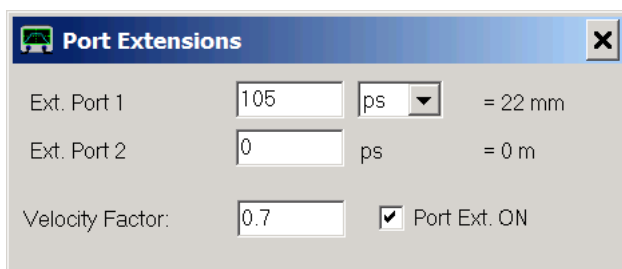 Port Extensions
Ext. Port 1 105 ps = 22 mm
Ext. Port 2 0 ps = 0 m
Velocity Factor: 0.7 Port Ext. ON